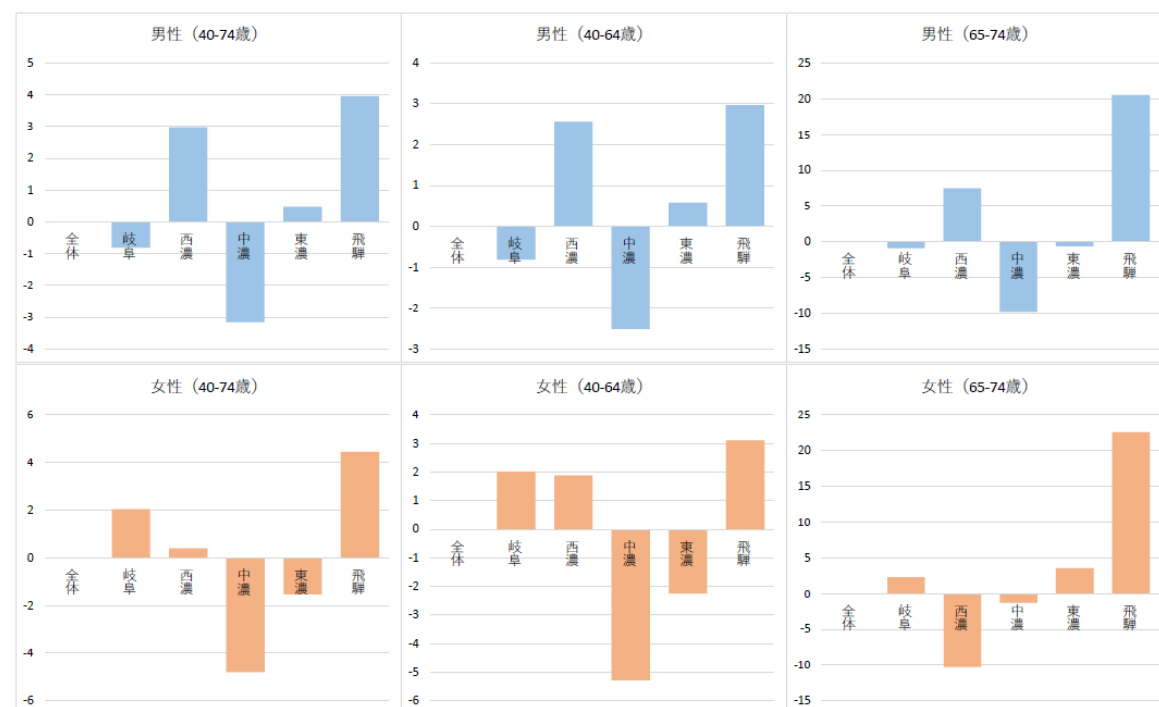 男性（40-74歳）
5
4
3
2
1
0
-1
-2
-3
-4
全体
岐阜
西濃
中濃
東濃
飛騨
男性（40-64歳）
4
3
2
1
0
-1
-2
-3
全体
岐阜
西濃
中濃
東濃
飛騨
男性（65-74歳）
25
20
15
10
5
0
-5
-10
-15
全体
岐阜
西濃
中濃
東濃
飛騨
女性（40-74歳）
6
4
2
0
-2
-4
-6
全体
岐阜
西濃
中濃
東濃
飛騨
女性（40-64歳）
4
3
2
1
0
-1
-2
-3
-4
-5
-6
全体
岐阜
西濃
中濃
東濃
飛騨
女性（65-74歳）
25
20
15
10
5
0
-5
-10
-15
全体
岐阜
西濃
中濃
東濃
飛騨